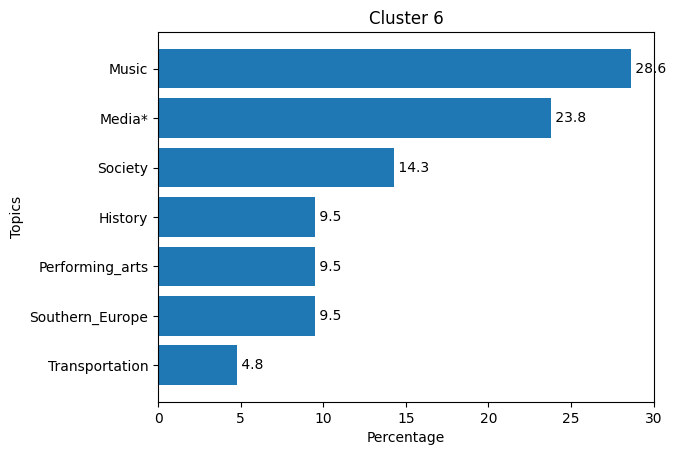 Cluster 6
Topics
Music 28.6
Media* 23.8
Society 14.3
History 9.5
Performing_arts 9.5
Southern_Europe 9.5
Transportation 4.8
0 5 10 15 20 25 30
Percentage